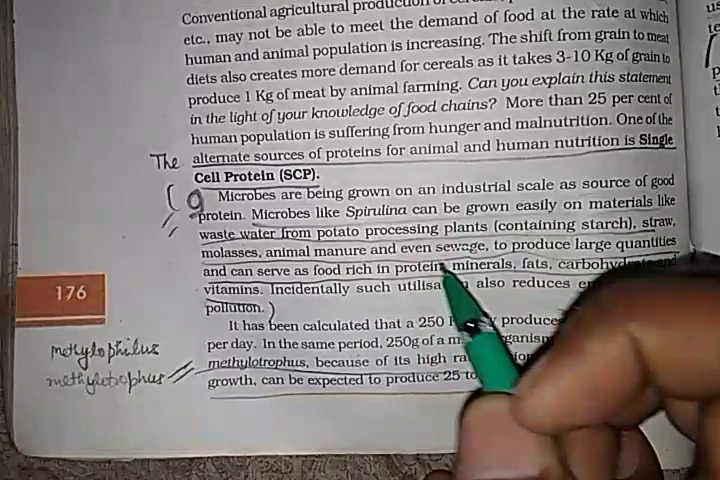 Conventional agricultural production of
etc., may not be able to meet the demand of food at the rate at which
human and animal population is increasing. The shift from grain to meat
diets also creates more demand for cereals as it takes 3-10 Kg of grain to
produce 1 Kg of meat by animal farming. Can you explain this statement
in the light of your knowledge of food chains? More than 25 per cent of
human population is suffering from hunger and malnutrition. One of the
The alternate sources of proteins for animal and human nutrition is Single
Cell Protein (SCP).
Microbes are being grown on an industrial scale as source of good
protein. Microbes like Spirulina can be grown easily on materials like
waste water from potato processing plants (containing starch), straw,
molasses, animal manure and even sewage, to produce large quantities
and can serve as food rich in protein, minerals, fats, carbohydrate and
vitamins. Incidentally such utilisa also reduces
pollution.
176
It has been calculated that a 250 produce
per day. In the same period, 250g of a m
methylotrophus, because of its high ra
growth, can be expected to produce 25 to
methylophilus
methylotophus